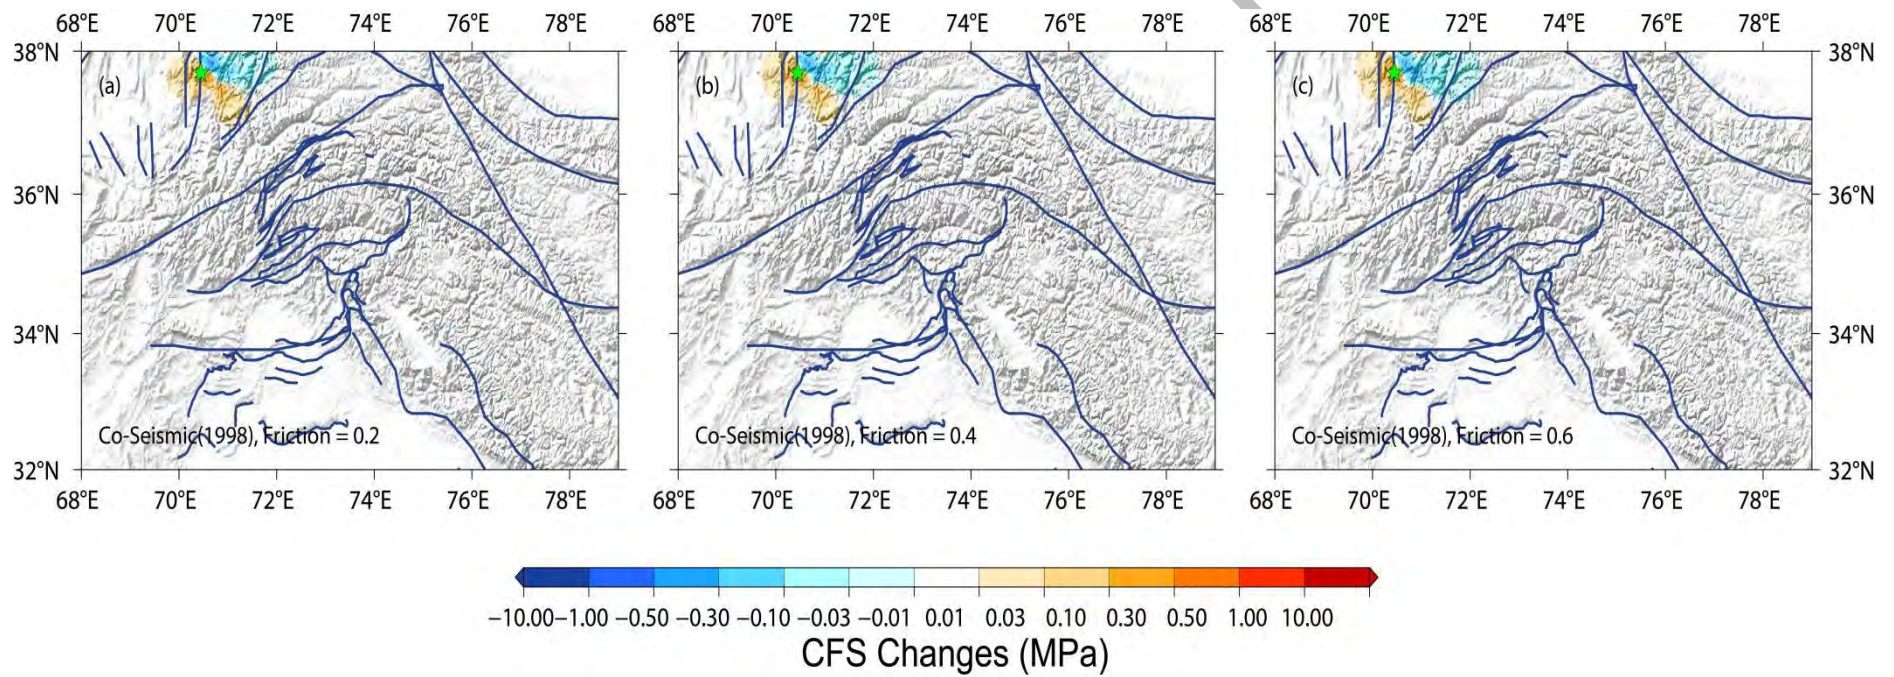 68°E 70°E 72°E 74°E 76°E 78°E 68°E 70°E 72°E 74°E 76°E 78°E 68°E 70°E 72°E 74°E 76°E 78°E
38°N 38°N
(a) (b) (c)
36°N 36°N
34°N 34°N
Co-Seismic(1998), Friction = 0.2 Co-Seismic(1998), Friction = 0.4 Co-Seismic(1998), Friction = 0.6
32°N 32°N
68°E 70°E 72°E 74°E 76°E 78°E 68°E 70°E 72°E 74°E 76°E 78°E 68°E 70°E 72°E 74°E 76°E 78°E
−10.00 −1.00 −0.50 −0.30 −0.10 −0.03 −0.01 0.01 0.03 0.10 0.30 0.50 1.00 10.00
CFS Changes (MPa)